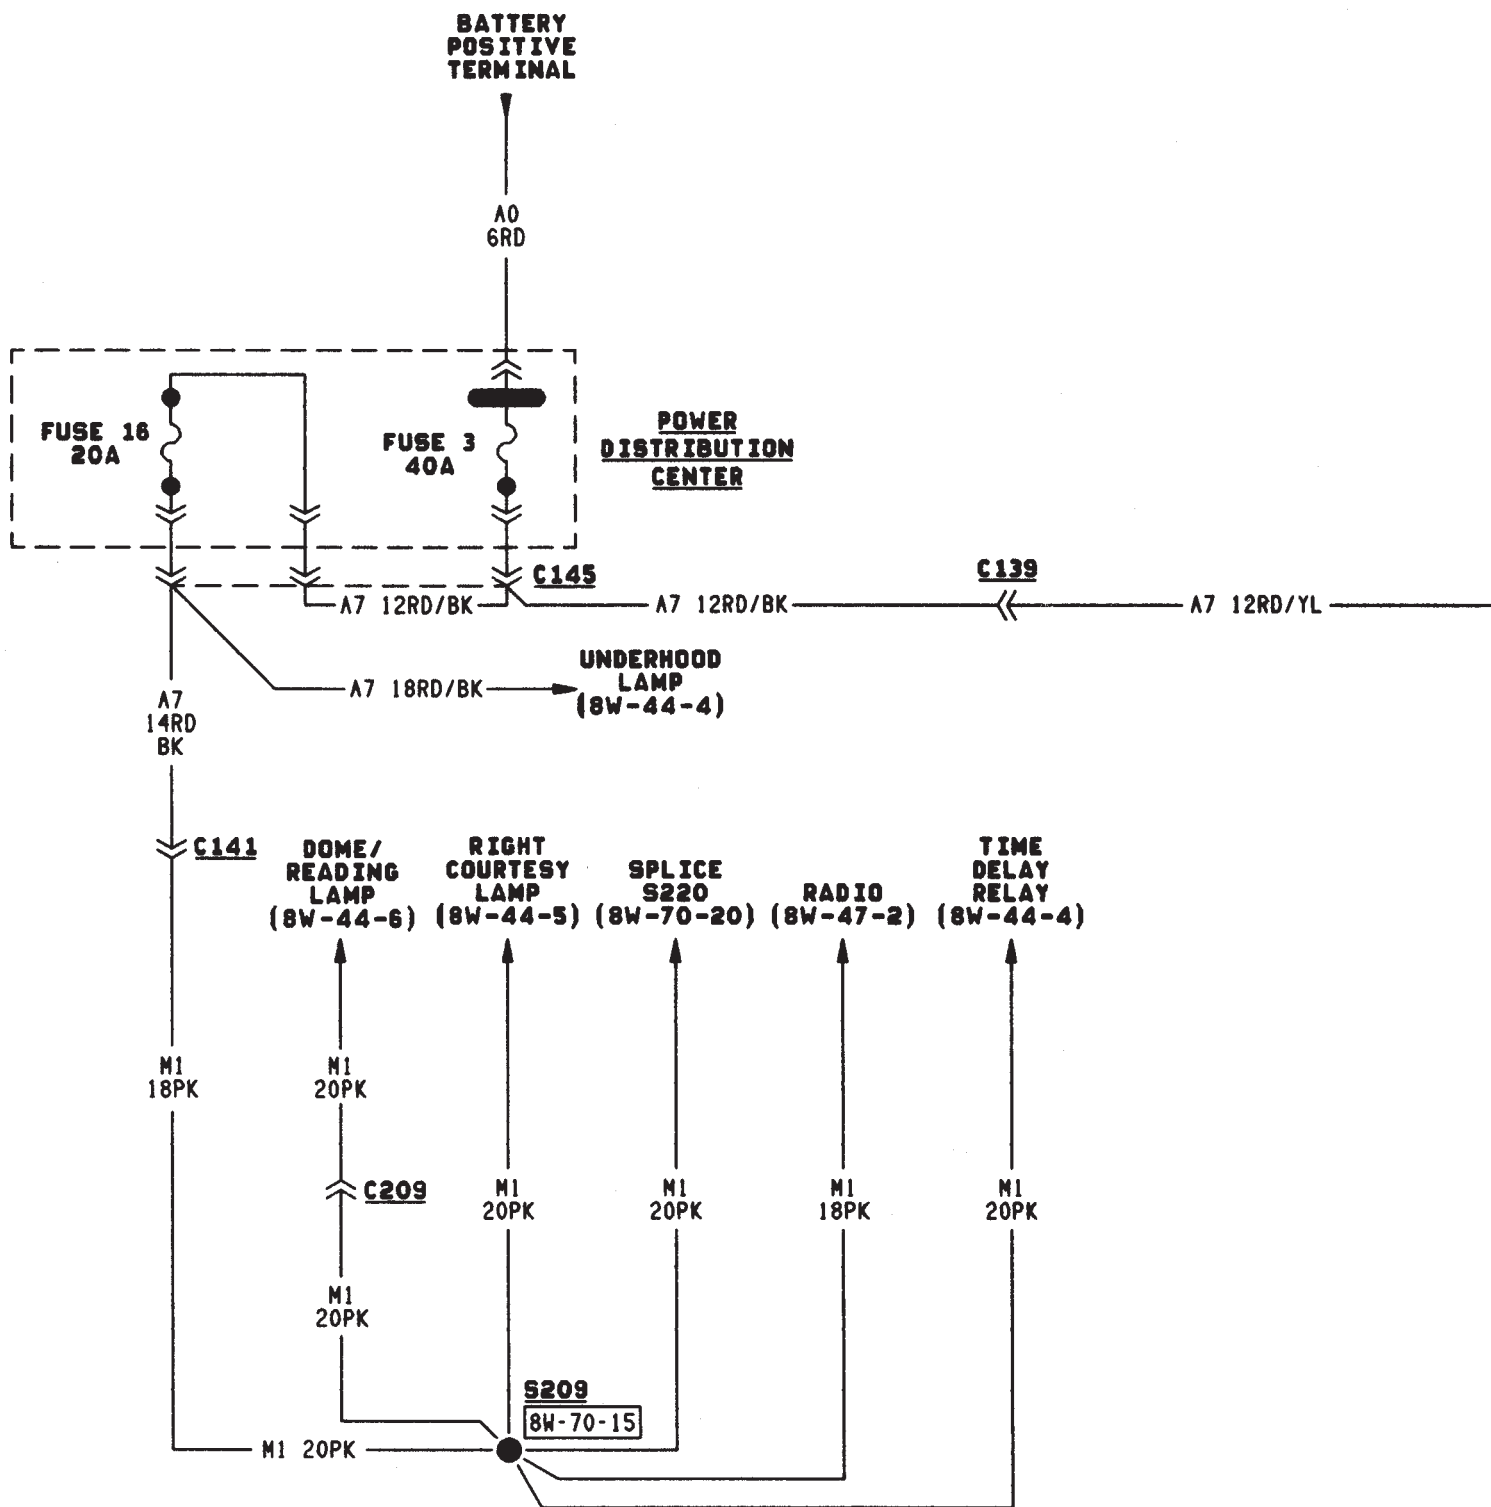 BATTERY
POSITIVE
TERMINAL
A0
6RD
FUSE 16
20A
FUSE 3
40A
POWER
DISTRIBUTION
CENTER
C145
C139
A7 12RD/BK
A7 12RD/BK
A7 12RD/YL
UNDERHOOD
LAMP
(8W-44-4)
A7 18RD/BK
A7
14RD
BK
C141
DOME/
READING
LAMP
(8W-44-6)
RIGHT
COURTESY
LAMP
(8W-44-5)
SPLICE
S220
(8W-70-20)
RADIO
(8W-47-2)
TIME
DELAY
RELAY
(8W-44-4)
M1
18PK
M1
20PK
C209
M1
20PK
M1
20PK
M1
18PK
M1
20PK
M1
20PK
S209
8W-70-15
M1 20PK